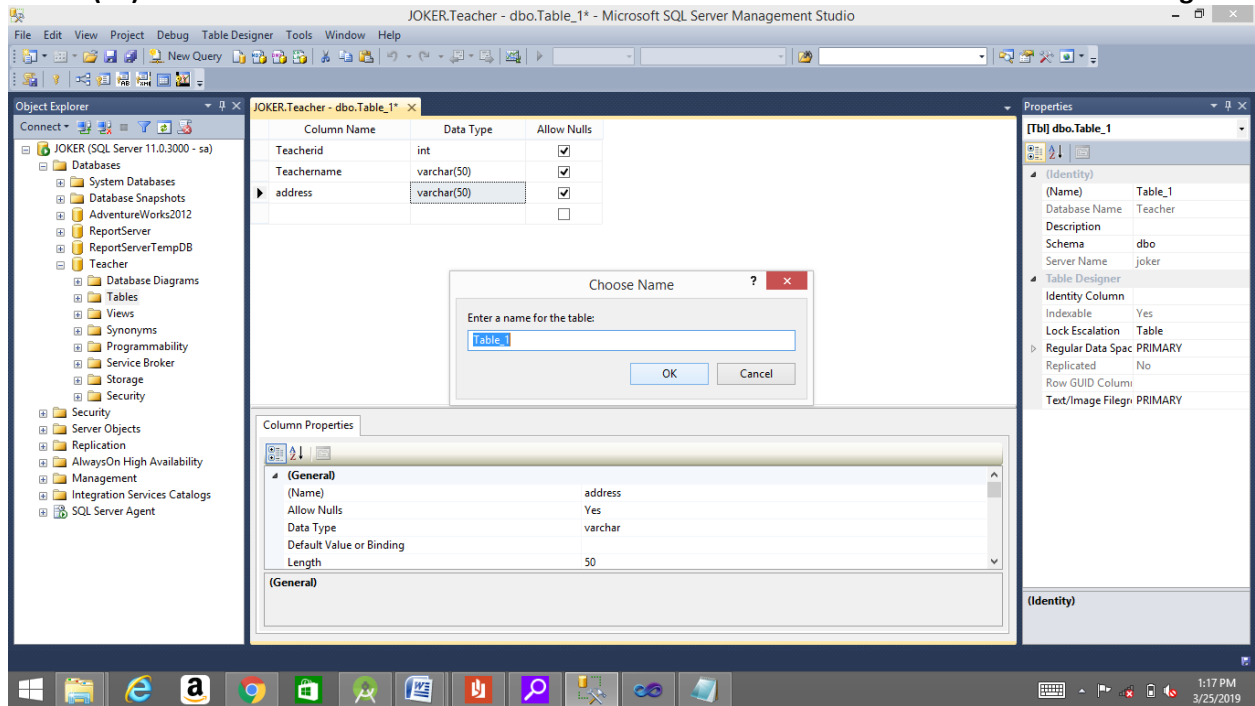 JOKER.Teacher - dbo.Table_1* - Microsoft SQL Server Management Studio
File Edit View Project Debug Table Designer Tools Window Help
New Query
Object Explorer
Connect
JOKER (SQL Server 11.0.3000 - sa)
Databases
System Databases
Database Snapshots
AdventureWorks2012
ReportServer
ReportServerTempDB
Teacher
Database Diagrams
Tables
Views
Synonyms
Programmability
Service Broker
Storage
Security
Security
Server Objects
Replication
AlwaysOn High Availability
Management
Integration Services Catalogs
SQL Server Agent
JOKER.Teacher - dbo.Table_1*
Column Name Data Type Allow Nulls
Teacherid int
Teachername varchar(50)
address varchar(50)
Choose Name
Enter a name for the table:
Table_1
OK Cancel
Column Properties
(General)
(Name) address
Allow Nulls Yes
Data Type varchar
Default Value or Binding
Length 50
(General)
Properties
[Tbl] dbo.Table_1
(Identity)
(Name) Table_1
Database Name Teacher
Description
Schema dbo
Server Name joker
Table Designer
Identity Column
Indexable Yes
Lock Escalation Table
Regular Data Spac PRIMARY
Replicated No
Row GUID Colum
Text/Image Filegr PRIMARY
(Identity)
1:17 PM
3/25/2019